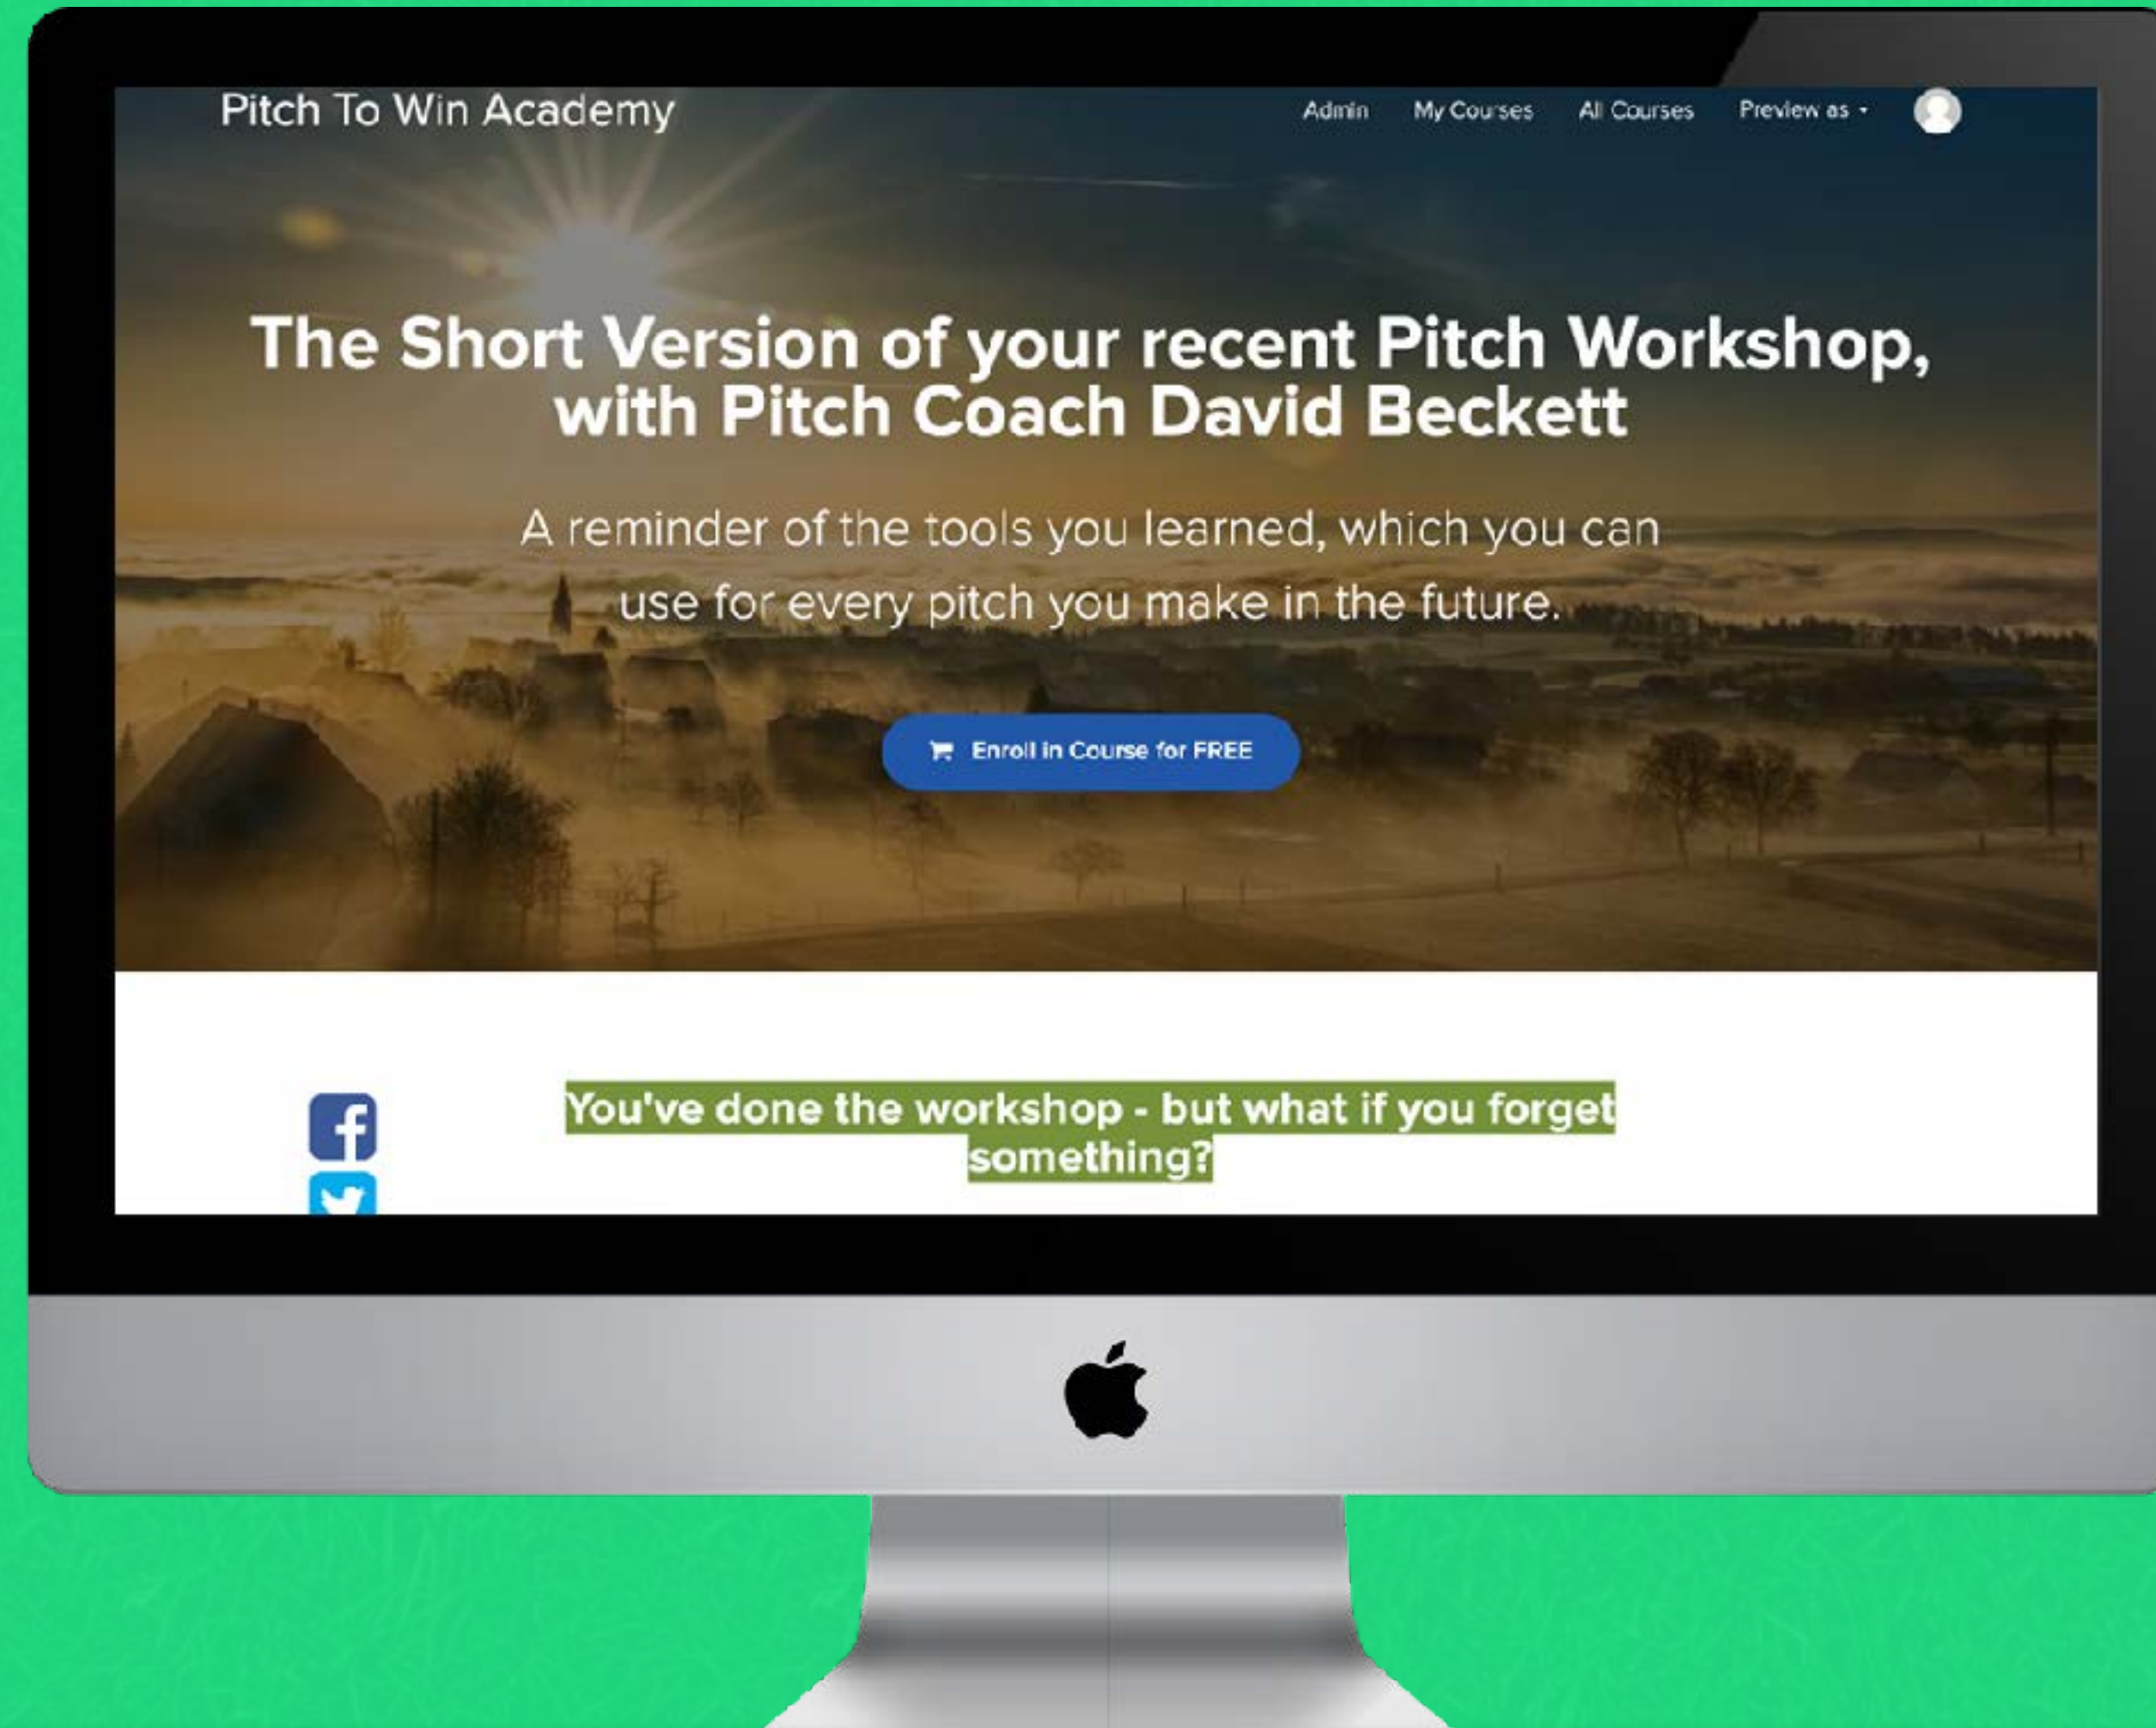 Pitch To Win Academy
Admin My Courses All Courses Preview as
The Short Version of your recent Pitch Workshop,
with Pitch Coach David Beckett
A reminder of the tools you learned, which you can
use for every pitch you make in the future.
Enroll in Course for FREE
You've done the workshop - but what if you forget
something?